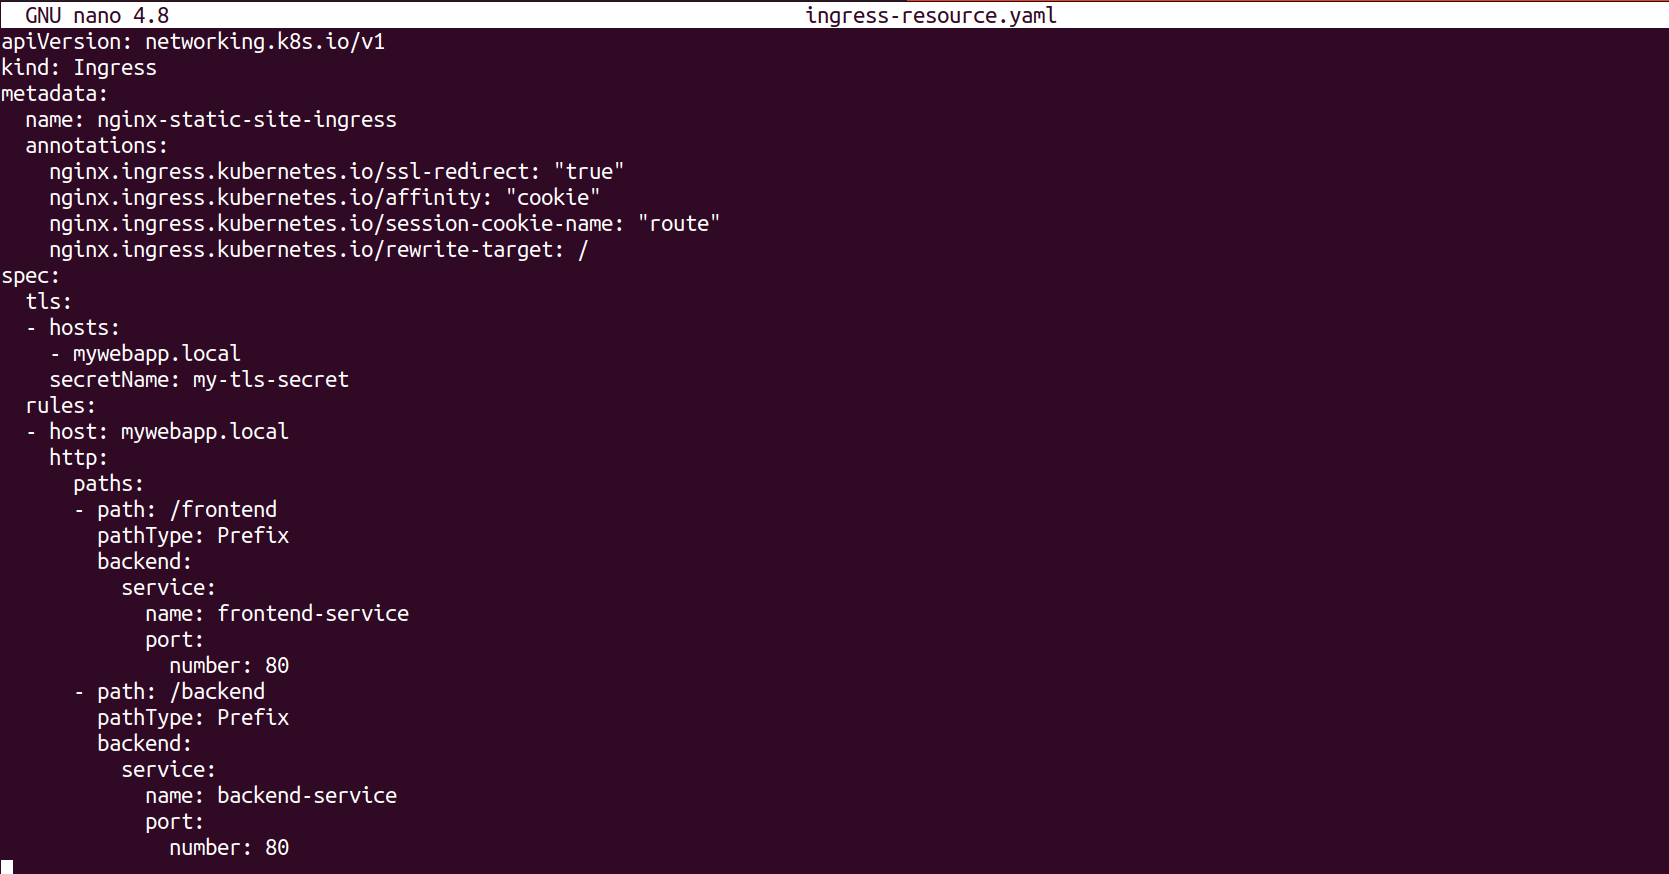 GNU nano 4.8 ingress-resource.yaml
apiVersion: networking.k8s.io/v1
kind: Ingress
metadata:
  name: nginx-static-site-ingress
  annotations:
    nginx.ingress.kubernetes.io/ssl-redirect: "true"
    nginx.ingress.kubernetes.io/affinity: "cookie"
    nginx.ingress.kubernetes.io/session-cookie-name: "route"
    nginx.ingress.kubernetes.io/rewrite-target: /
spec:
  tls:
  - hosts:
    - mywebapp.local
    secretName: my-tls-secret
  rules:
  - host: mywebapp.local
    http:
      paths:
      - path: /frontend
        pathType: Prefix
        backend:
          service:
            name: frontend-service
            port:
              number: 80
      - path: /backend
        pathType: Prefix
        backend:
          service:
            name: backend-service
            port:
              number: 80